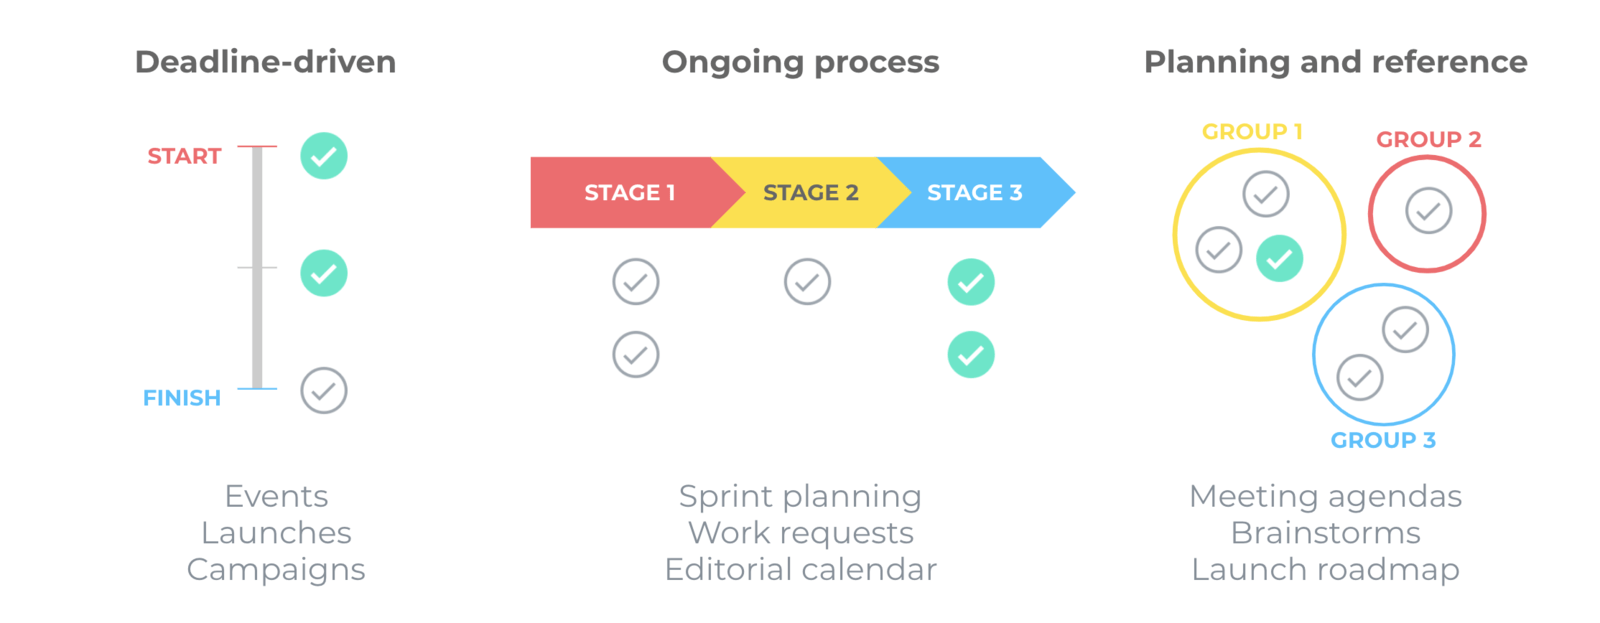 Deadline-driven
START
FINISH
Events
Launches
Campaigns
Ongoing process
STAGE 1
STAGE 2
STAGE 3
Sprint planning
Work requests
Editorial calendar
Planning and reference
GROUP 1
GROUP 2
GROUP 3
Meeting agendas
Brainstorms
Launch roadmap